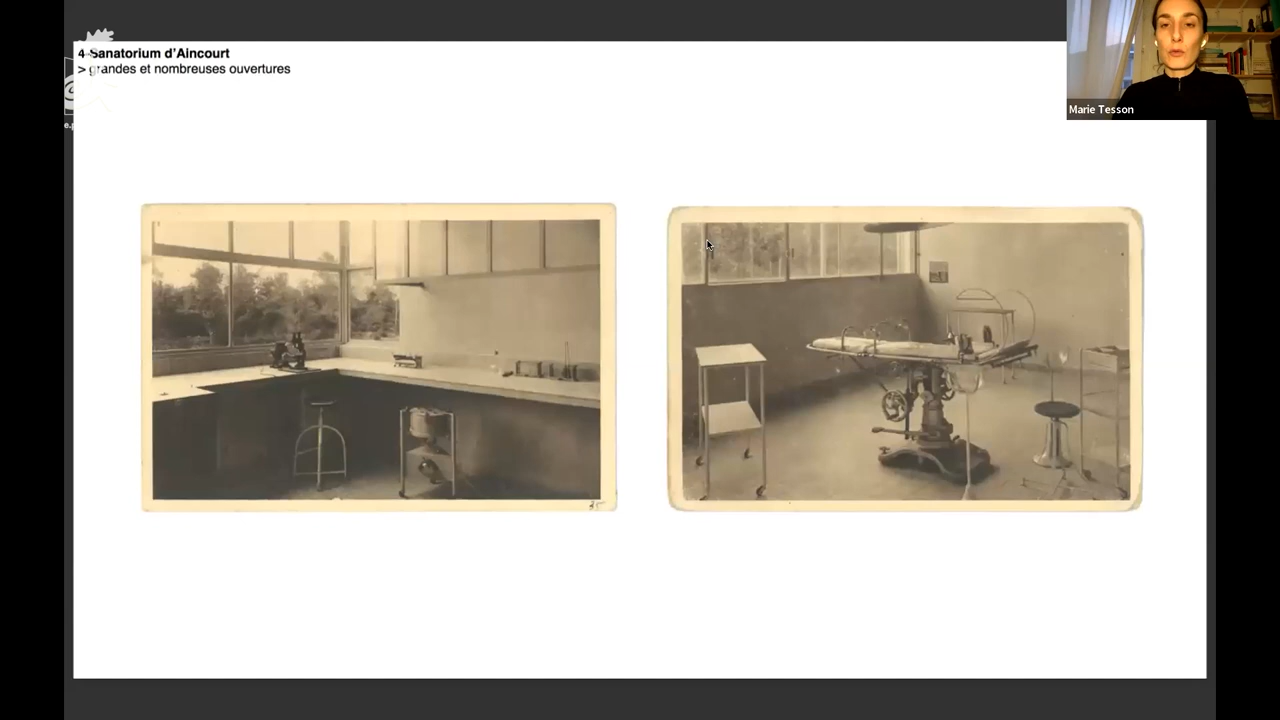 4-Sanatorium d'Aincourt
> grandes et nombreuses ouvertures
Marie Tesson